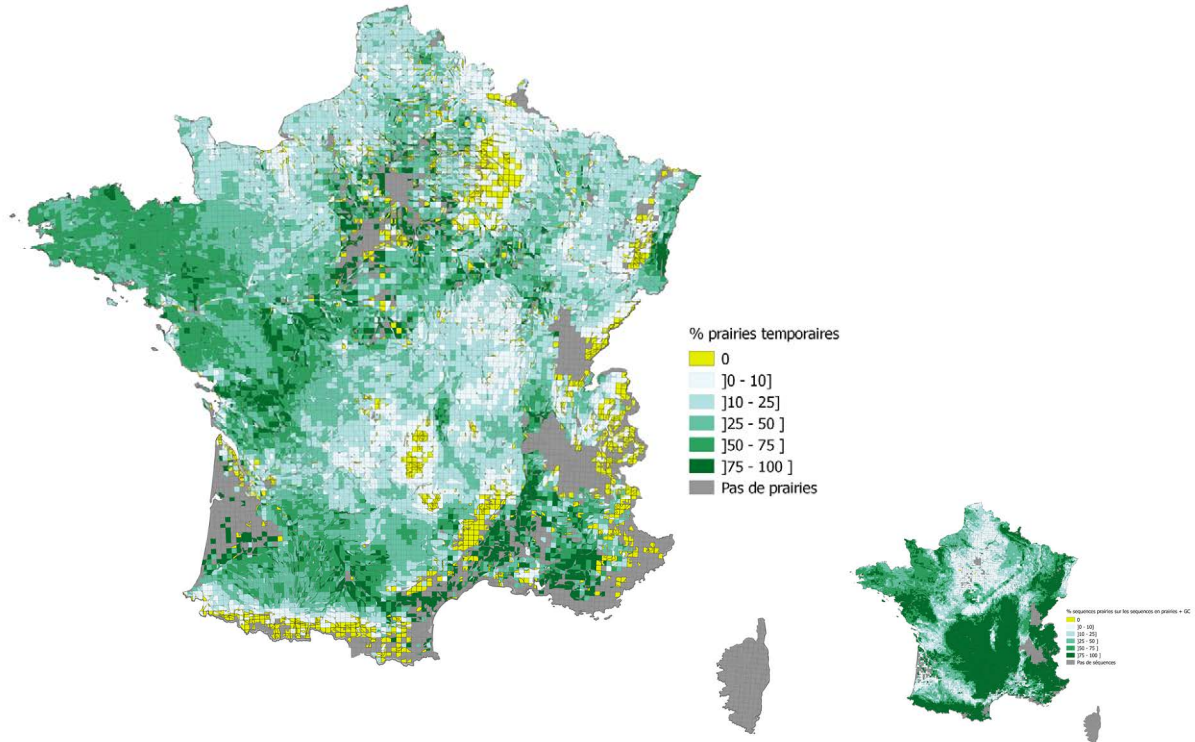 % prairies temporaires
0
]0 - 10]
]10 - 25]
]25 - 50 ]
]50 - 75 ]
]75 - 100 ]
Pas de prairies
% sequences prairies sur les sequences en prairies + GC
0
]0 - 10]
]10 - 25]
]25 - 50 ]
]50 - 75 ]
]75 - 100 ]
Pas de séquences